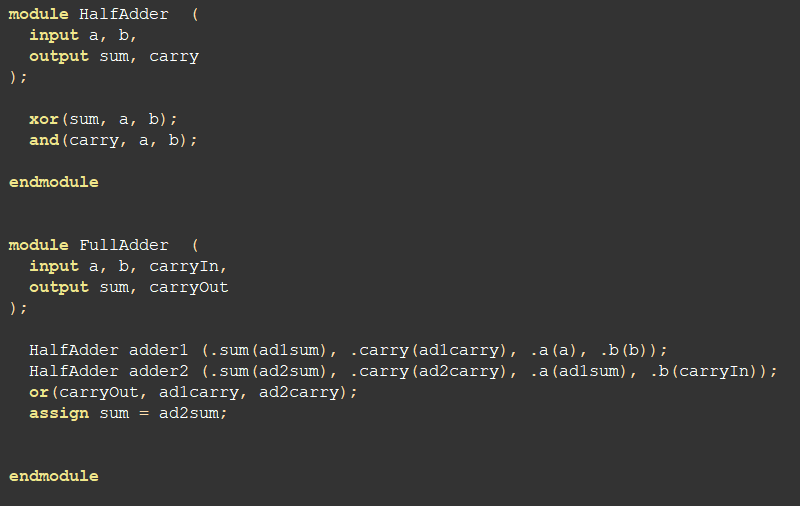 module HalfAdder  (
  input a, b,
  output sum, carry
);
  xor(sum, a, b);
  and(carry, a, b);
endmodule
module FullAdder  (
  input a, b, carryIn,
  output sum, carryOut
);
  HalfAdder adder1 (.sum(ad1sum), .carry(ad1carry), .a(a), .b(b));
  HalfAdder adder2 (.sum(ad2sum), .carry(ad2carry), .a(ad1sum), .b(carryIn));
  or(carryOut, ad1carry, ad2carry);
  assign sum = ad2sum;
endmodule